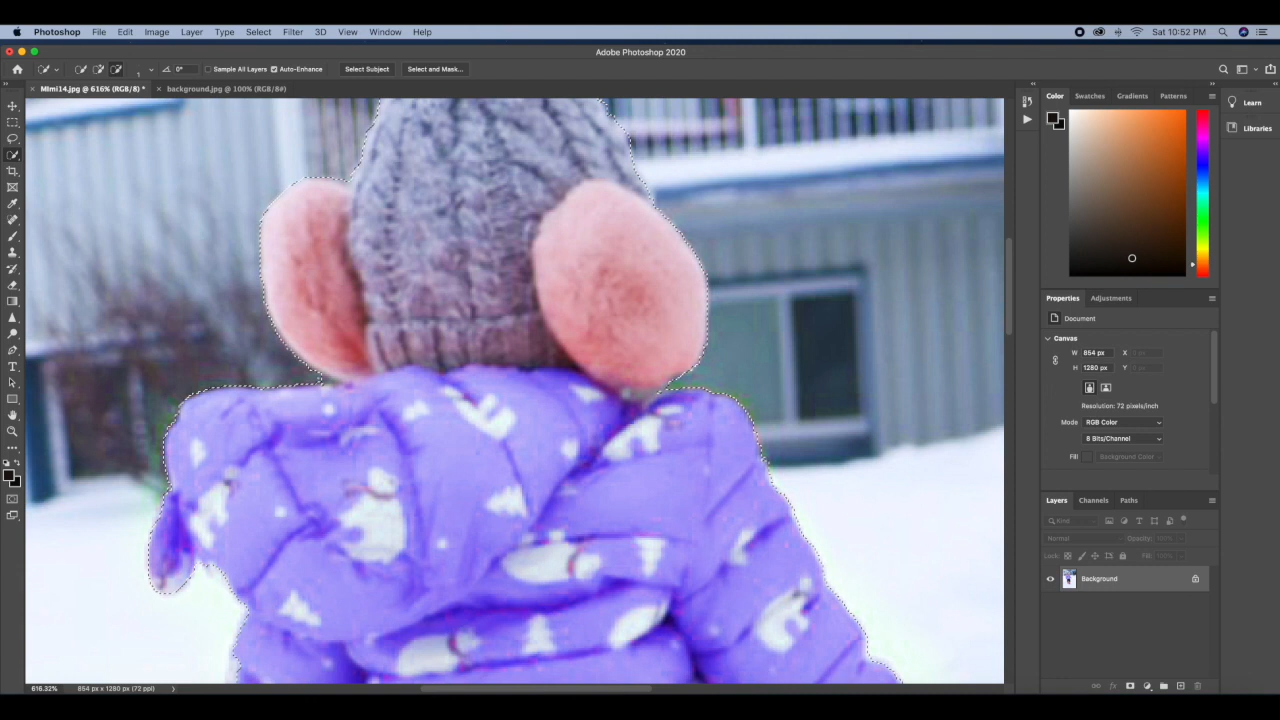 Photoshop File Edit Image Layer Type Select Filter 3D View Window Help Sat 10:52 PM
Adobe Photoshop 2020
1 0° Sample All Layers Auto-Enhance Select Subject Select and Mask...
Mimi14.jpg @ 616% (RGB/8) * background.jpg @ 100% (RGB/8#)
Color Swatches Gradients Patterns
Learn
Libraries
Properties Adjustments
Document
Canvas
W 854 px X
H 1280 px Y
Resolution: 72 pixels/inch
Mode RGB Color
8 Bits/Channel
Fill Background Color
Layers Channels Paths
Kind
Normal Opacity: 100%
Lock: Fill: 100%
Background
616.32% 854 px x 1280 px (72 ppi)